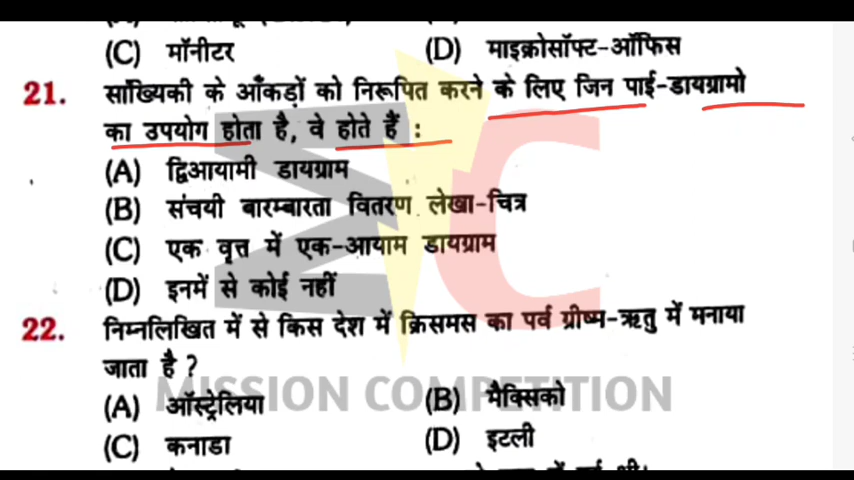 (C) मॉनीटर (D) माइक्रोसॉफ्ट-ऑफिस
21. सांख्यिकी के आँकड़ों को निरूपित करने के लिए जिन पाई-डायग्रामो
का उपयोग होता है, वे होते हैं :
(A) द्विआयामी डायग्राम
(B) संचयी बारम्बारता वितरण लेखा-चित्र
(C) एक वृत्त में एक-आयाम डायग्राम
(D) इनमें से कोई नहीं
22. निम्नलिखित में से किस देश में क्रिसमस का पर्व ग्रीष्म-ऋतु में मनाया
जाता है ?
MISSION COMPETITION
(A) ऑस्ट्रेलिया (B) मैक्सिको
(C) कनाडा (D) इटली